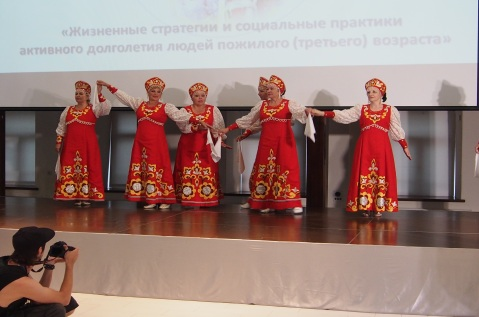 «Жизненные стратегии и социальные практики
активного долголетия людей пожилого (третьего) возраста»